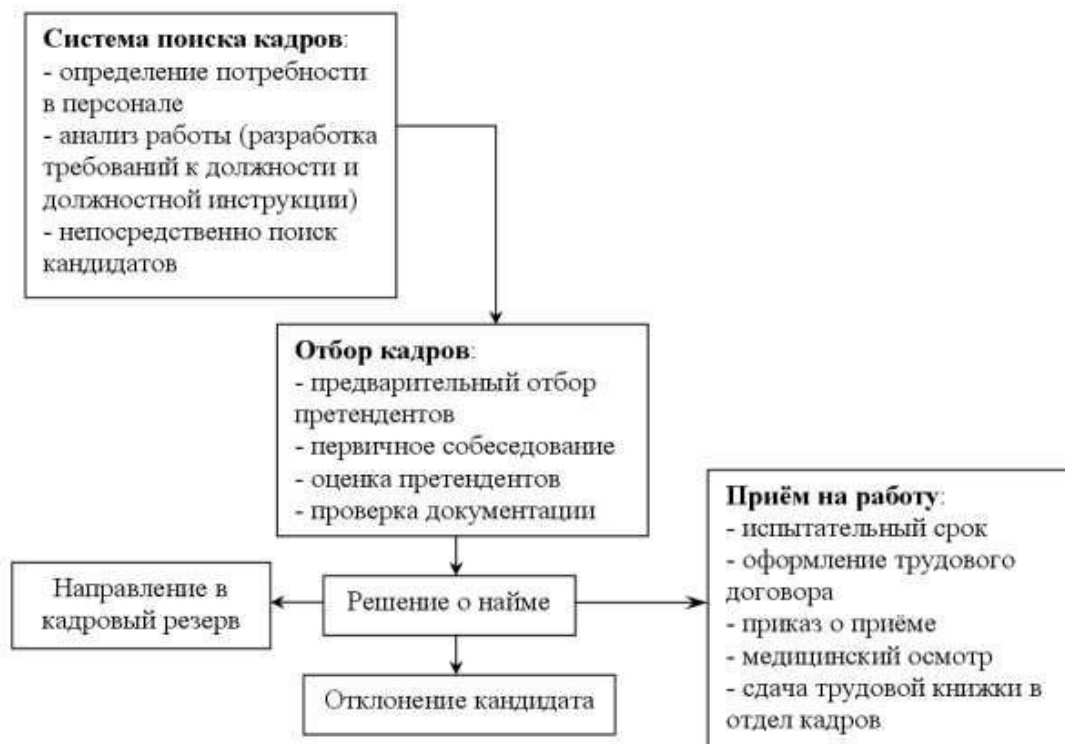 Система поиска кадров:
- определение потребности
в персонале
- анализ работы (разработка
требований к должности и
должностной инструкции)
- непосредственно поиск
кандидатов
Отбор кадров:
- предварительный отбор
претендентов
- первичное собеседование
- оценка претендентов
- проверка документации
Приём на работу:
- испытательный срок
- оформление трудового
договора
- приказ о приёме
- медицинский осмотр
- сдача трудовой книжки в
отдел кадров
Направление в
кадровый резерв
Решение о найме
Отклонение кандидата